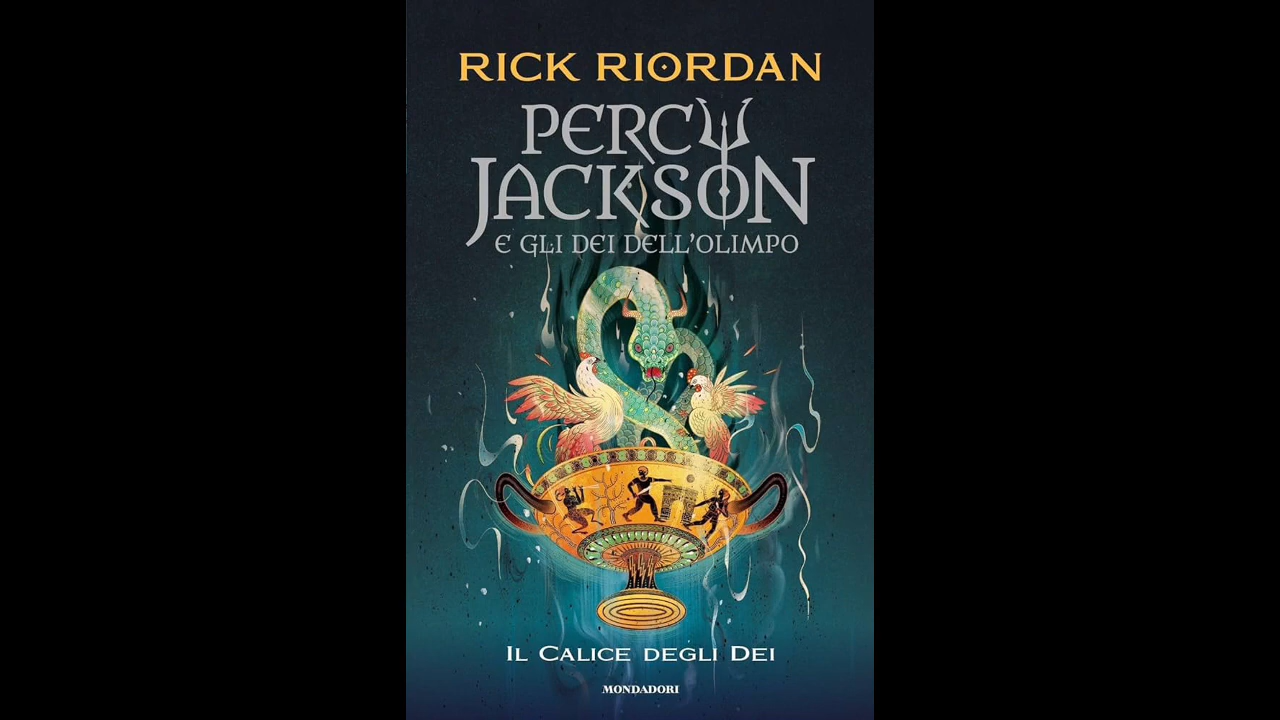 RICK RIORDAN
PERCY
JACKSON
E GLI DEI DELL'OLIMPO
IL CALICE DEGLI DEI
MONDADORI